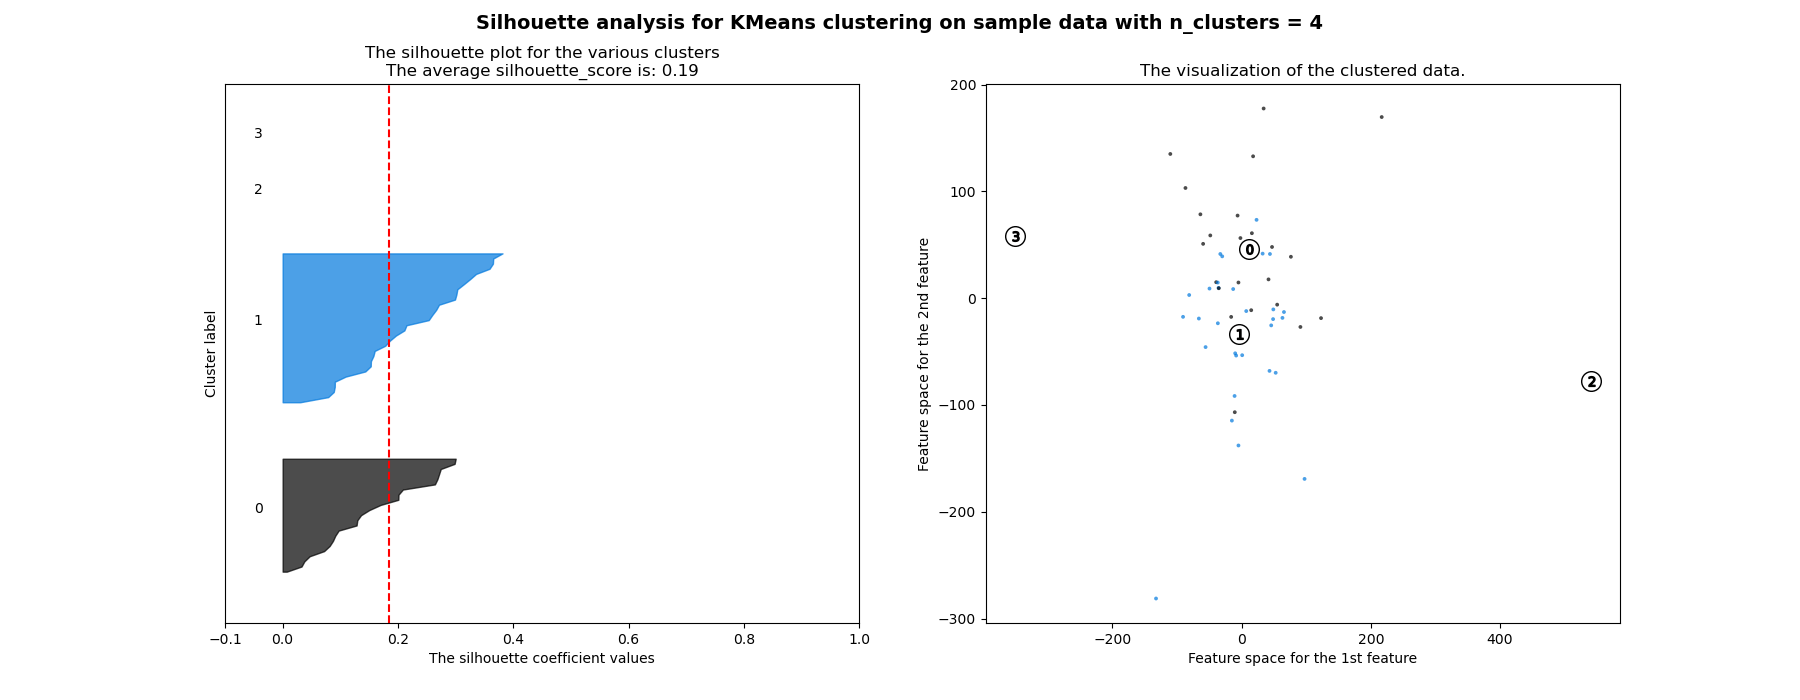 Silhouette analysis for KMeans clustering on sample data with n_clusters = 4
The silhouette plot for the various clusters
The average silhouette_score is: 0.19
3
2
1
0
Cluster label
−0.1 0.0 0.2 0.4 0.6 0.8 1.0
The silhouette coefficient values
The visualization of the clustered data.
200
100
0
−100
−200
−300
Feature space for the 2nd feature
3
0
1
2
−200 0 200 400
Feature space for the 1st feature